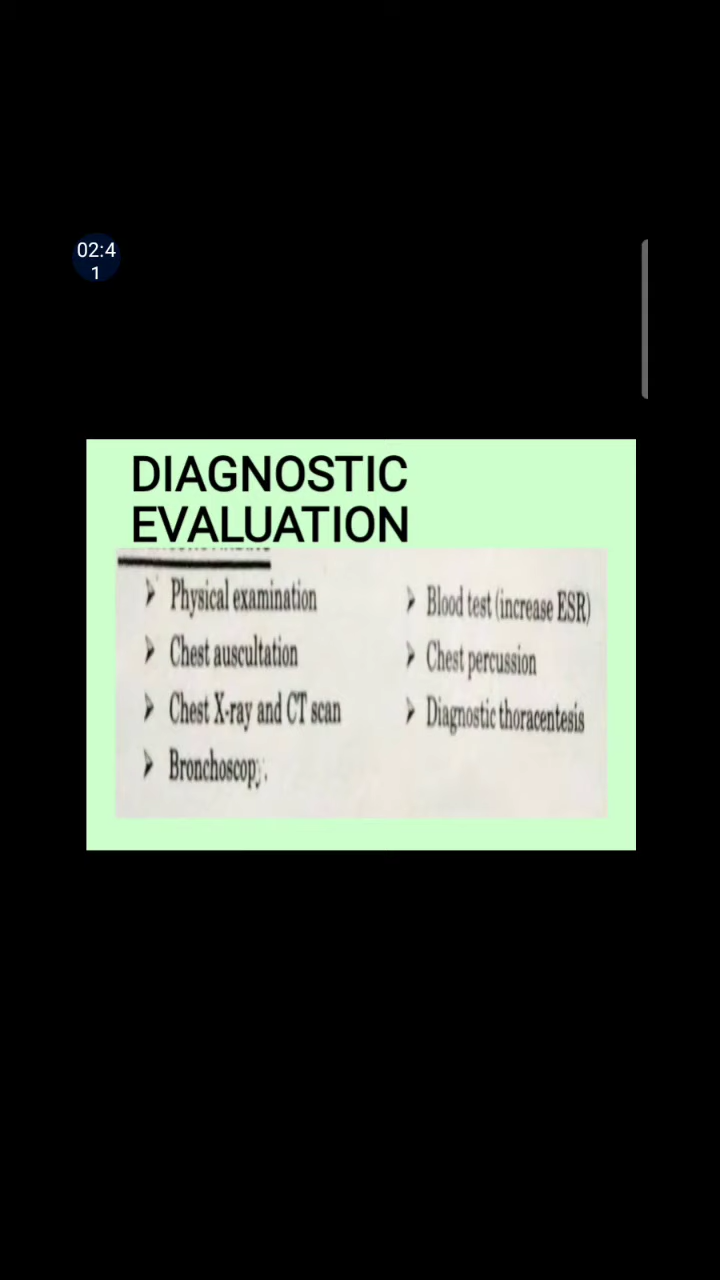 02:4
1
DIAGNOSTIC
EVALUATION
➤ Physical examination
➤ Chest auscultation
➤ Chest X-ray and CT scan
➤ Bronchoscopy.
➤ Blood test (increase ESR)
➤ Chest percussion
➤ Diagnostic thoracentesis